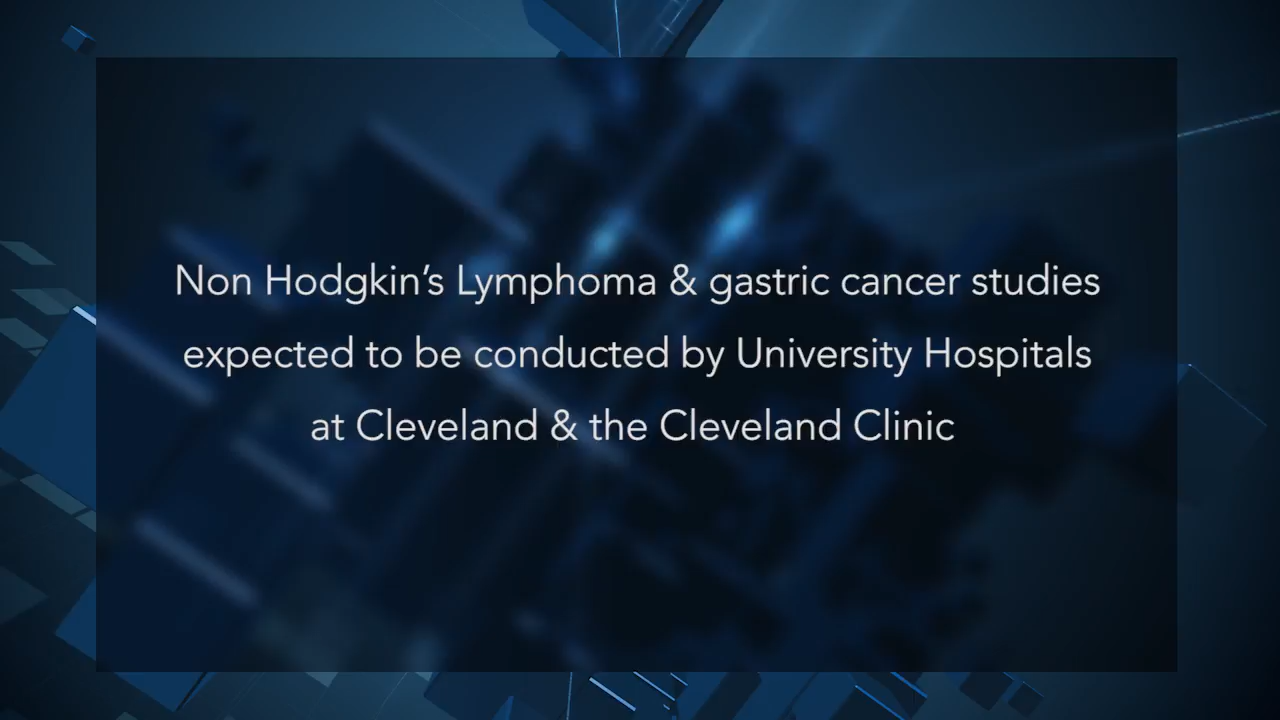 Non Hodgkin’s Lymphoma & gastric cancer studies
expected to be conducted by University Hospitals
at Cleveland & the Cleveland Clinic